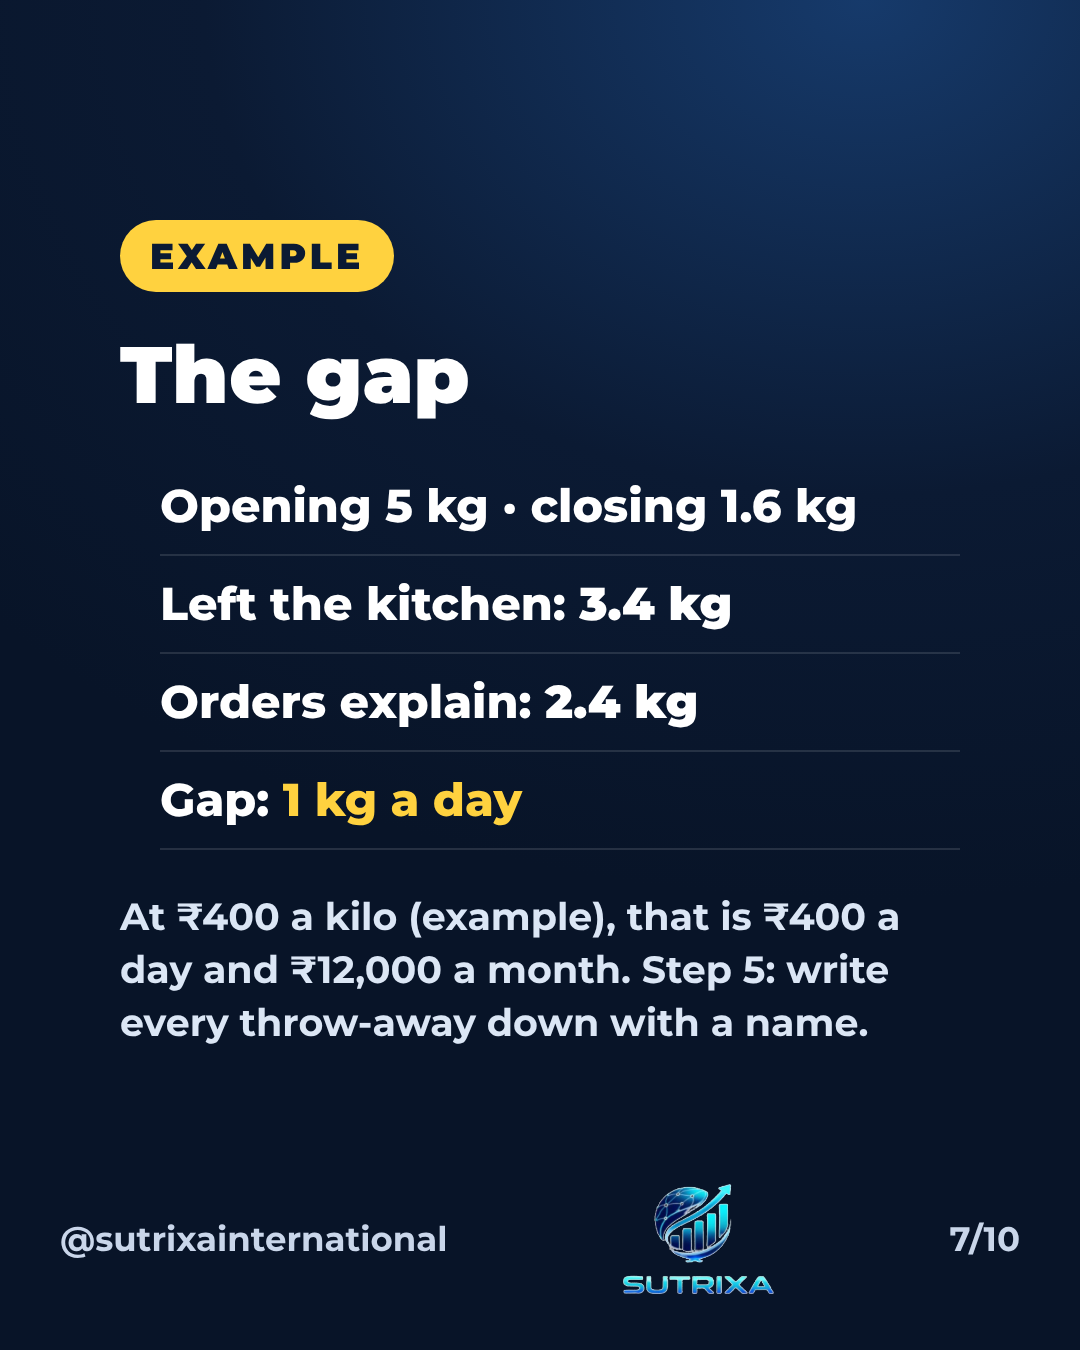 EXAMPLE
The gap
Opening 5 kg · closing 1.6 kg
Left the kitchen: 3.4 kg
Orders explain: 2.4 kg
Gap: 1 kg a day
At ₹400 a kilo (example), that is ₹400 a
day and ₹12,000 a month. Step 5: write
every throw-away down with a name.
@sutrixainternational
SUTRIXA
7/10